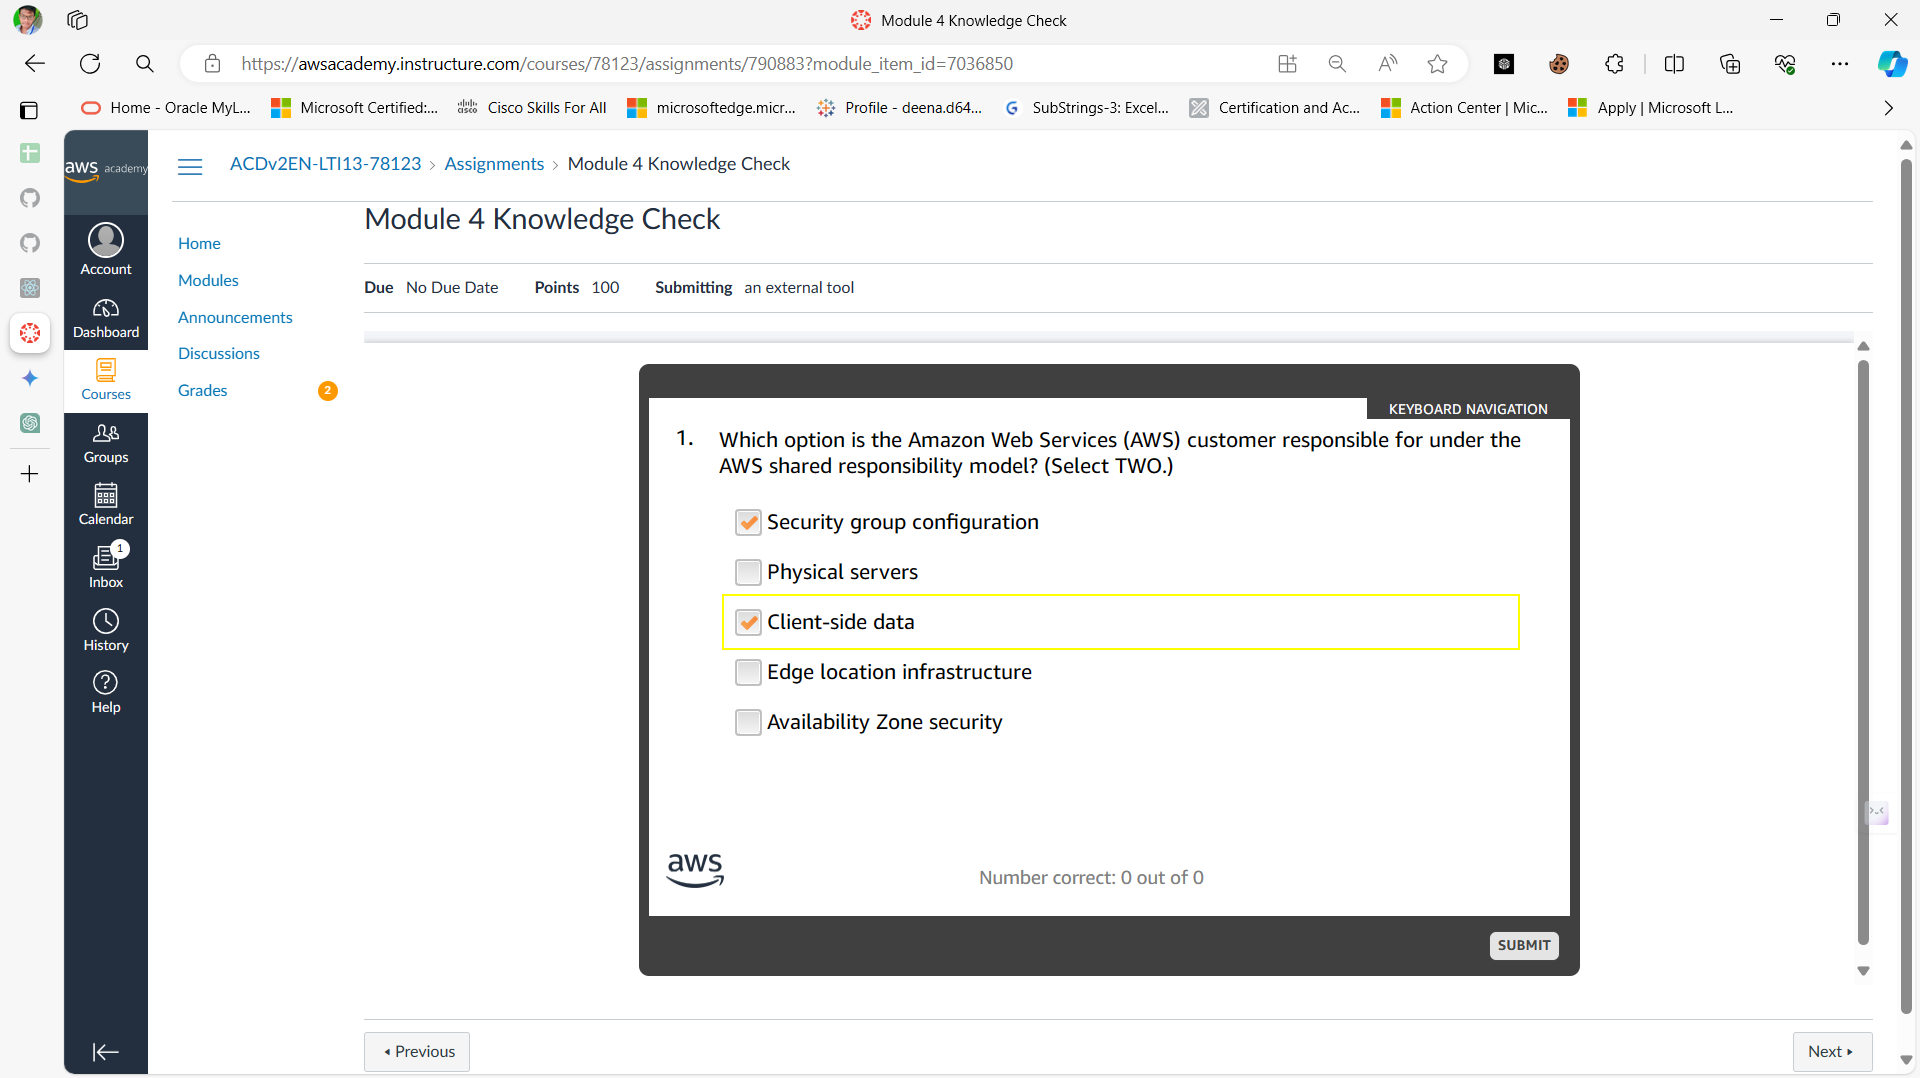 Module 4 Knowledge Check
https://awsacademy.instructure.com/courses/78123/assignments/790883?module_item_id=7036850
Home - Oracle MyL...
Microsoft Certified:...
Cisco Skills For All
microsoftedge.micr...
Profile - deena.d64...
SubStrings-3: Excel...
Certification and Ac...
Action Center | Mic...
Apply | Microsoft L...
aws academy
Account
Dashboard
Courses
Groups
Calendar
1
Inbox
History
Help
ACDv2EN-LTI13-78123 › Assignments › Module 4 Knowledge Check
Home
Modules
Announcements
Discussions
Grades 2
Module 4 Knowledge Check
Due No Due Date Points 100 Submitting an external tool
KEYBOARD NAVIGATION
1. Which option is the Amazon Web Services (AWS) customer responsible for under the
AWS shared responsibility model? (Select TWO.)
Security group configuration
Physical servers
Client-side data
Edge location infrastructure
Availability Zone security
aws
Number correct: 0 out of 0
SUBMIT
Previous
Next